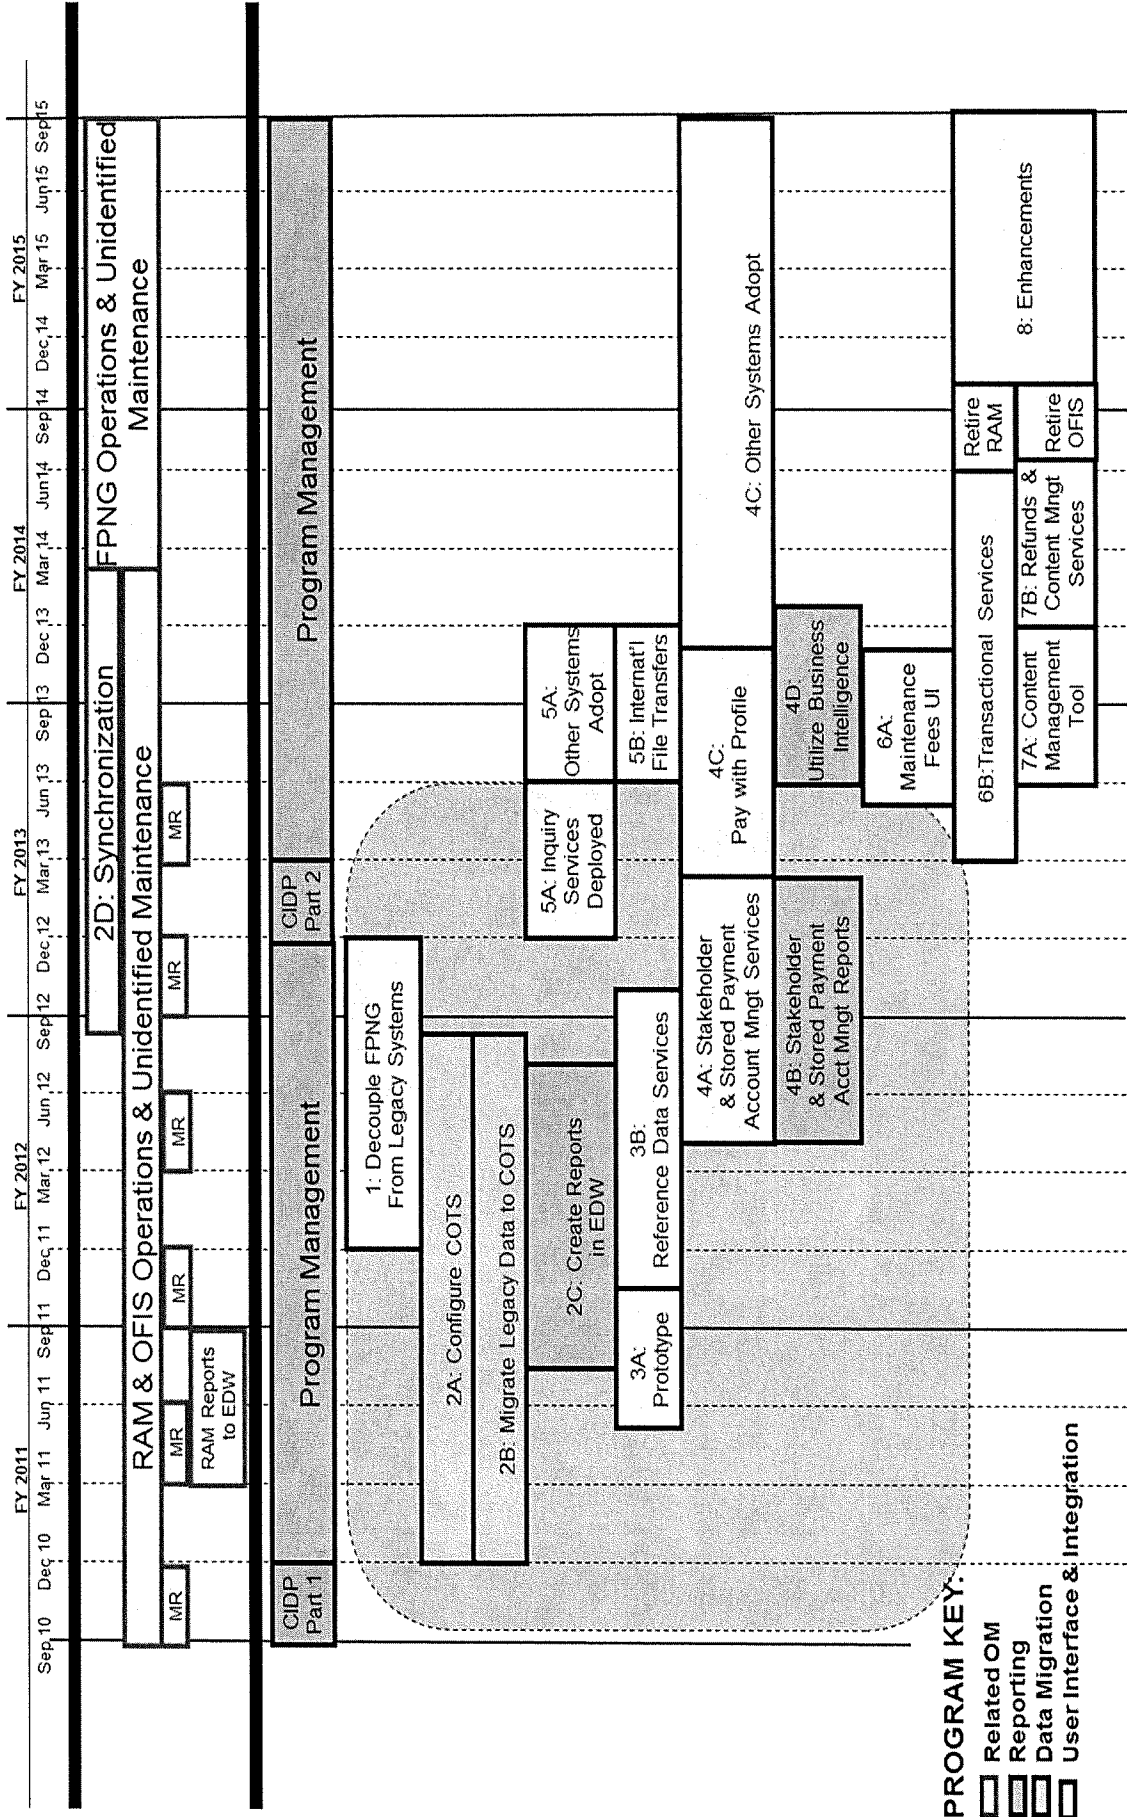 FY 2011
FY 2012
FY 2013
FY 2014
FY 2015
Sep 10
Dec 10
Mar 11
Jun 11
Sep 11
Dec 11
Mar 12
Jun 12
Sep 12
Dec 12
Mar 13
Jun 13
Sep 13
Dec 13
Mar 14
Jun 14
Sep 14
Dec 14
Mar 15
Jun 15
Sep 15
2D: Synchronization
FPNG Operations & Unidentified
Maintenance
RAM & OFIS Operations & Unidentified Maintenance
MR
MR
MR
MR
MR
MR
RAM Reports
to EDW
CIDP
Part 1
Program Management
CIDP
Part 2
Program Management
1: Decouple FPNG
From Legacy Systems
2A: Configure COTS
2B: Migrate Legacy Data to COTS
2C: Create Reports
in EDW
5A: Inquiry
Services
Deployed
5A:
Other Systems
Adopt
3A:
Prototype
3B:
Reference Data Services
5B: Internat'l
File Transfers
4A: Stakeholder
& Stored Payment
Account Mngt Services
4C:
Pay with Profile
4C: Other Systems Adopt
4B: Stakeholder
& Stored Payment
Acct Mngt Reports
4D:
Utilize Business
Intelligence
6A:
Maintenance
Fees UI
6B:Transactional Services
Retire
RAM
8: Enhancements
7A: Content
Management
Tool
7B: Refunds &
Content Mngt
Services
Retire
OFIS
PROGRAM KEY:
Related OM
Reporting
Data Migration
User Interface & Integration